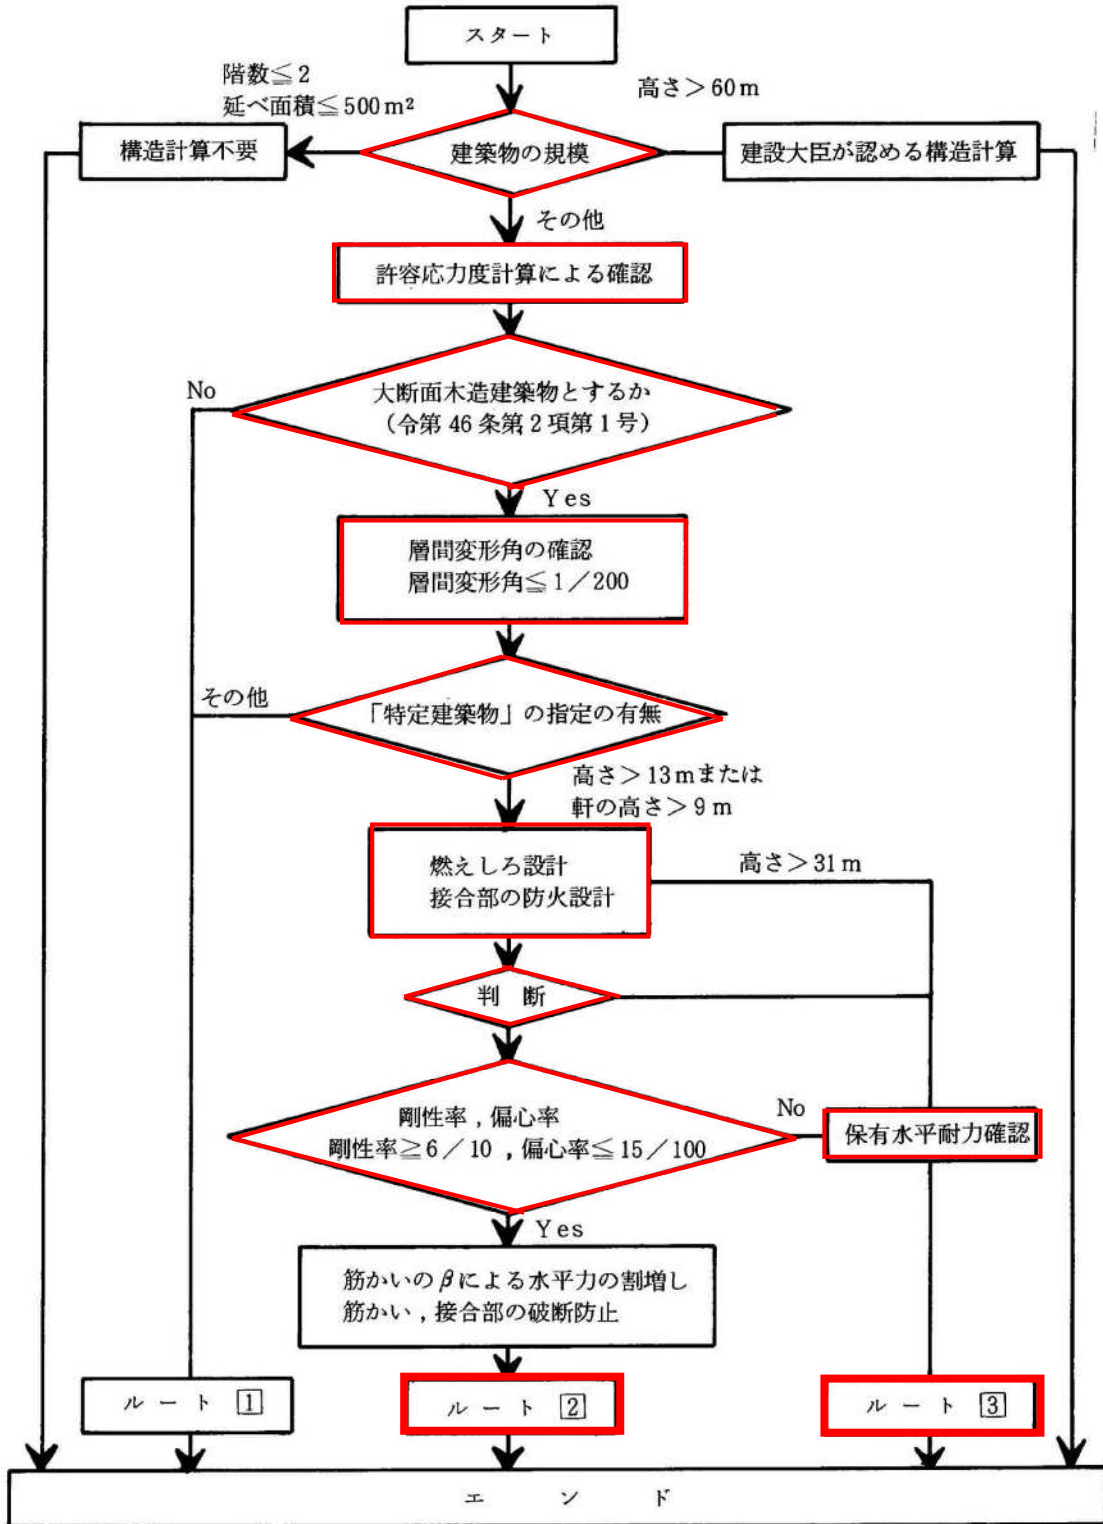 スタート
階数≦2
延べ面積≦500m²
高さ＞60m
構造計算不要
建築物の規模
建設大臣が認める構造計算
その他
許容応力度計算による確認
No
大断面木造建築物とするか
（令第46条第2項第1号）
Yes
層間変形角の確認
層間変形角≦1／200
その他
「特定建築物」の指定の有無
高さ＞13mまたは
軒の高さ＞9m
燃えしろ設計
接合部の防火設計
高さ＞31m
判断
剛性率，偏心率
剛性率≧6／10，偏心率≦15／100
No
保有水平耐力確認
Yes
筋かいのβによる水平力の割増し
筋かい，接合部の破断防止
ルート 1
ルート 2
ルート 3
エンド